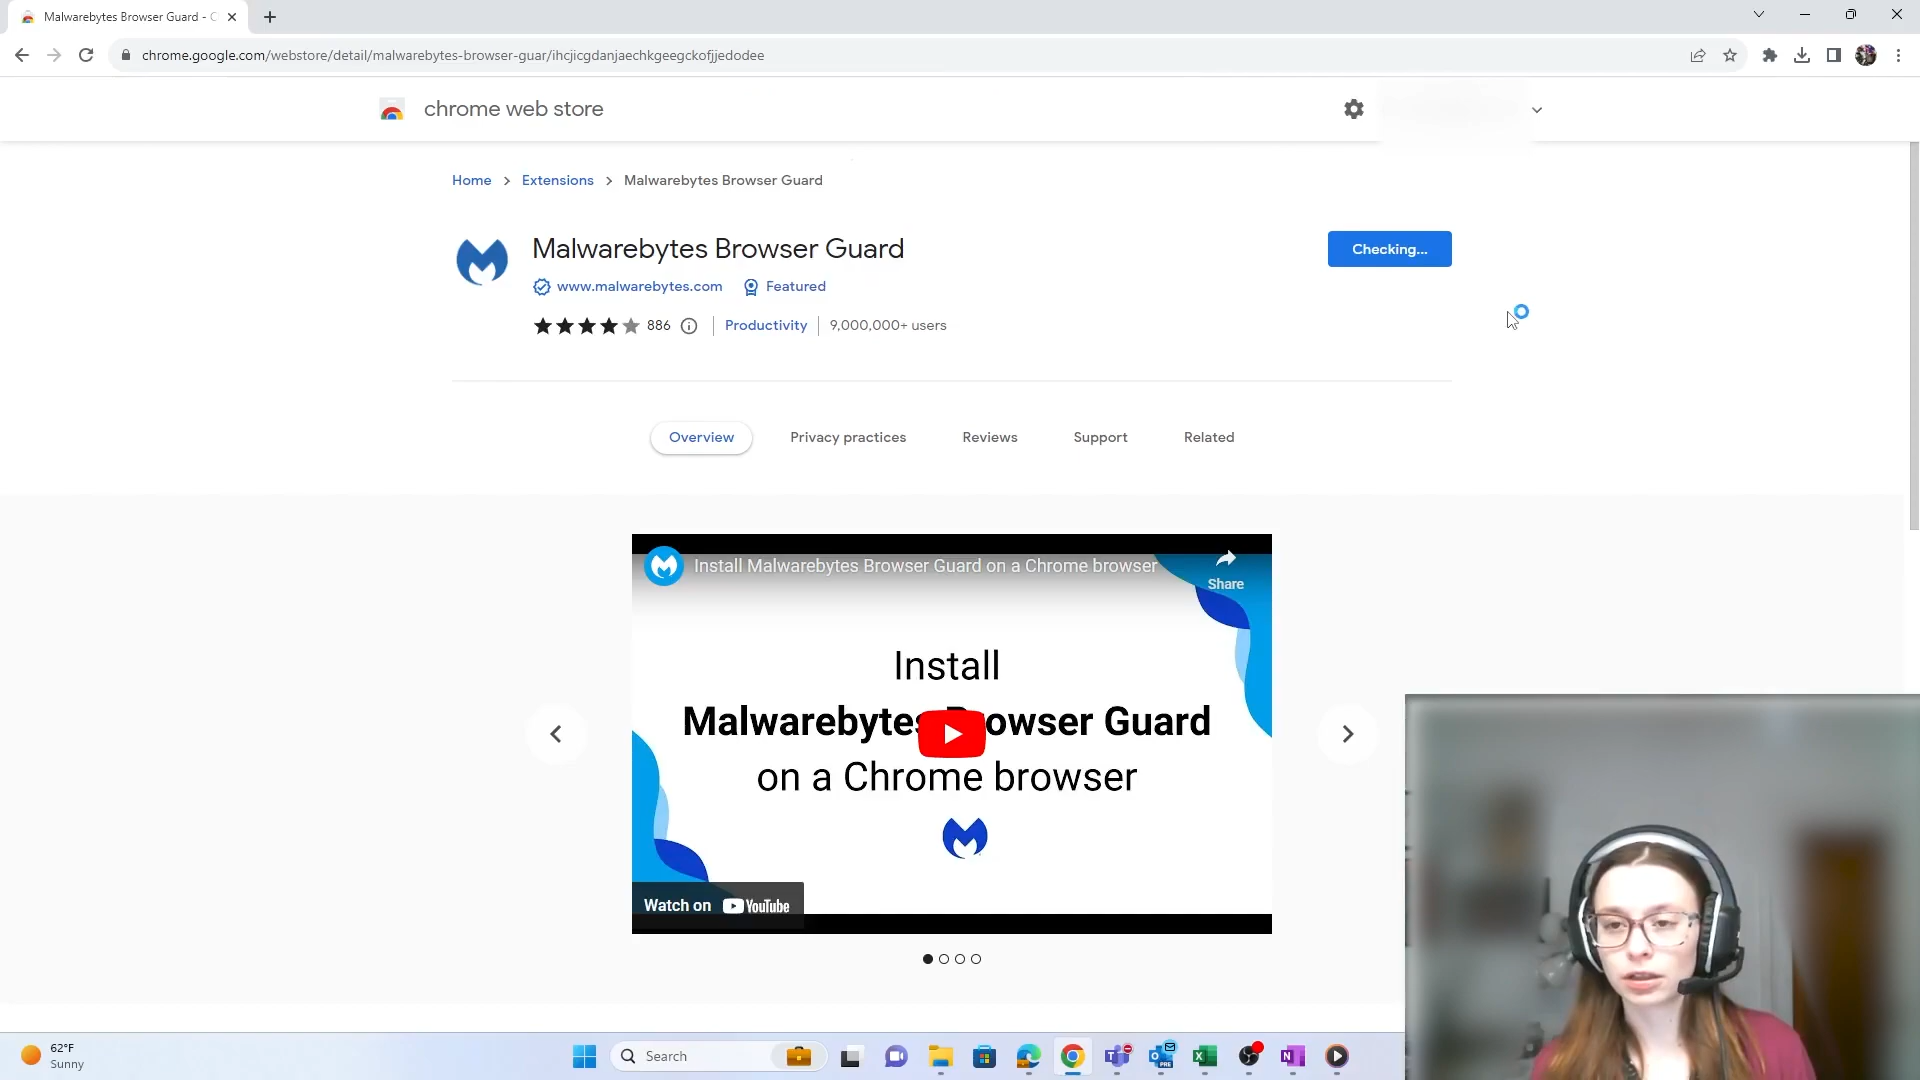 Malwarebytes Browser Guard - C
chrome.google.com/webstore/detail/malwarebytes-browser-guar/ihcjicgdanjaechkgeegckofjjedodee
chrome web store
Home > Extensions > Malwarebytes Browser Guard
Malwarebytes Browser Guard
Checking...
www.malwarebytes.com Featured
886 Productivity 9,000,000+ users
Overview Privacy practices Reviews Support Related
Install Malwarebytes Browser Guard on a Chrome browser
Share
Install
Malwarebytes Browser Guard
on a Chrome browser
Watch on YouTube
62°F
Sunny
Search